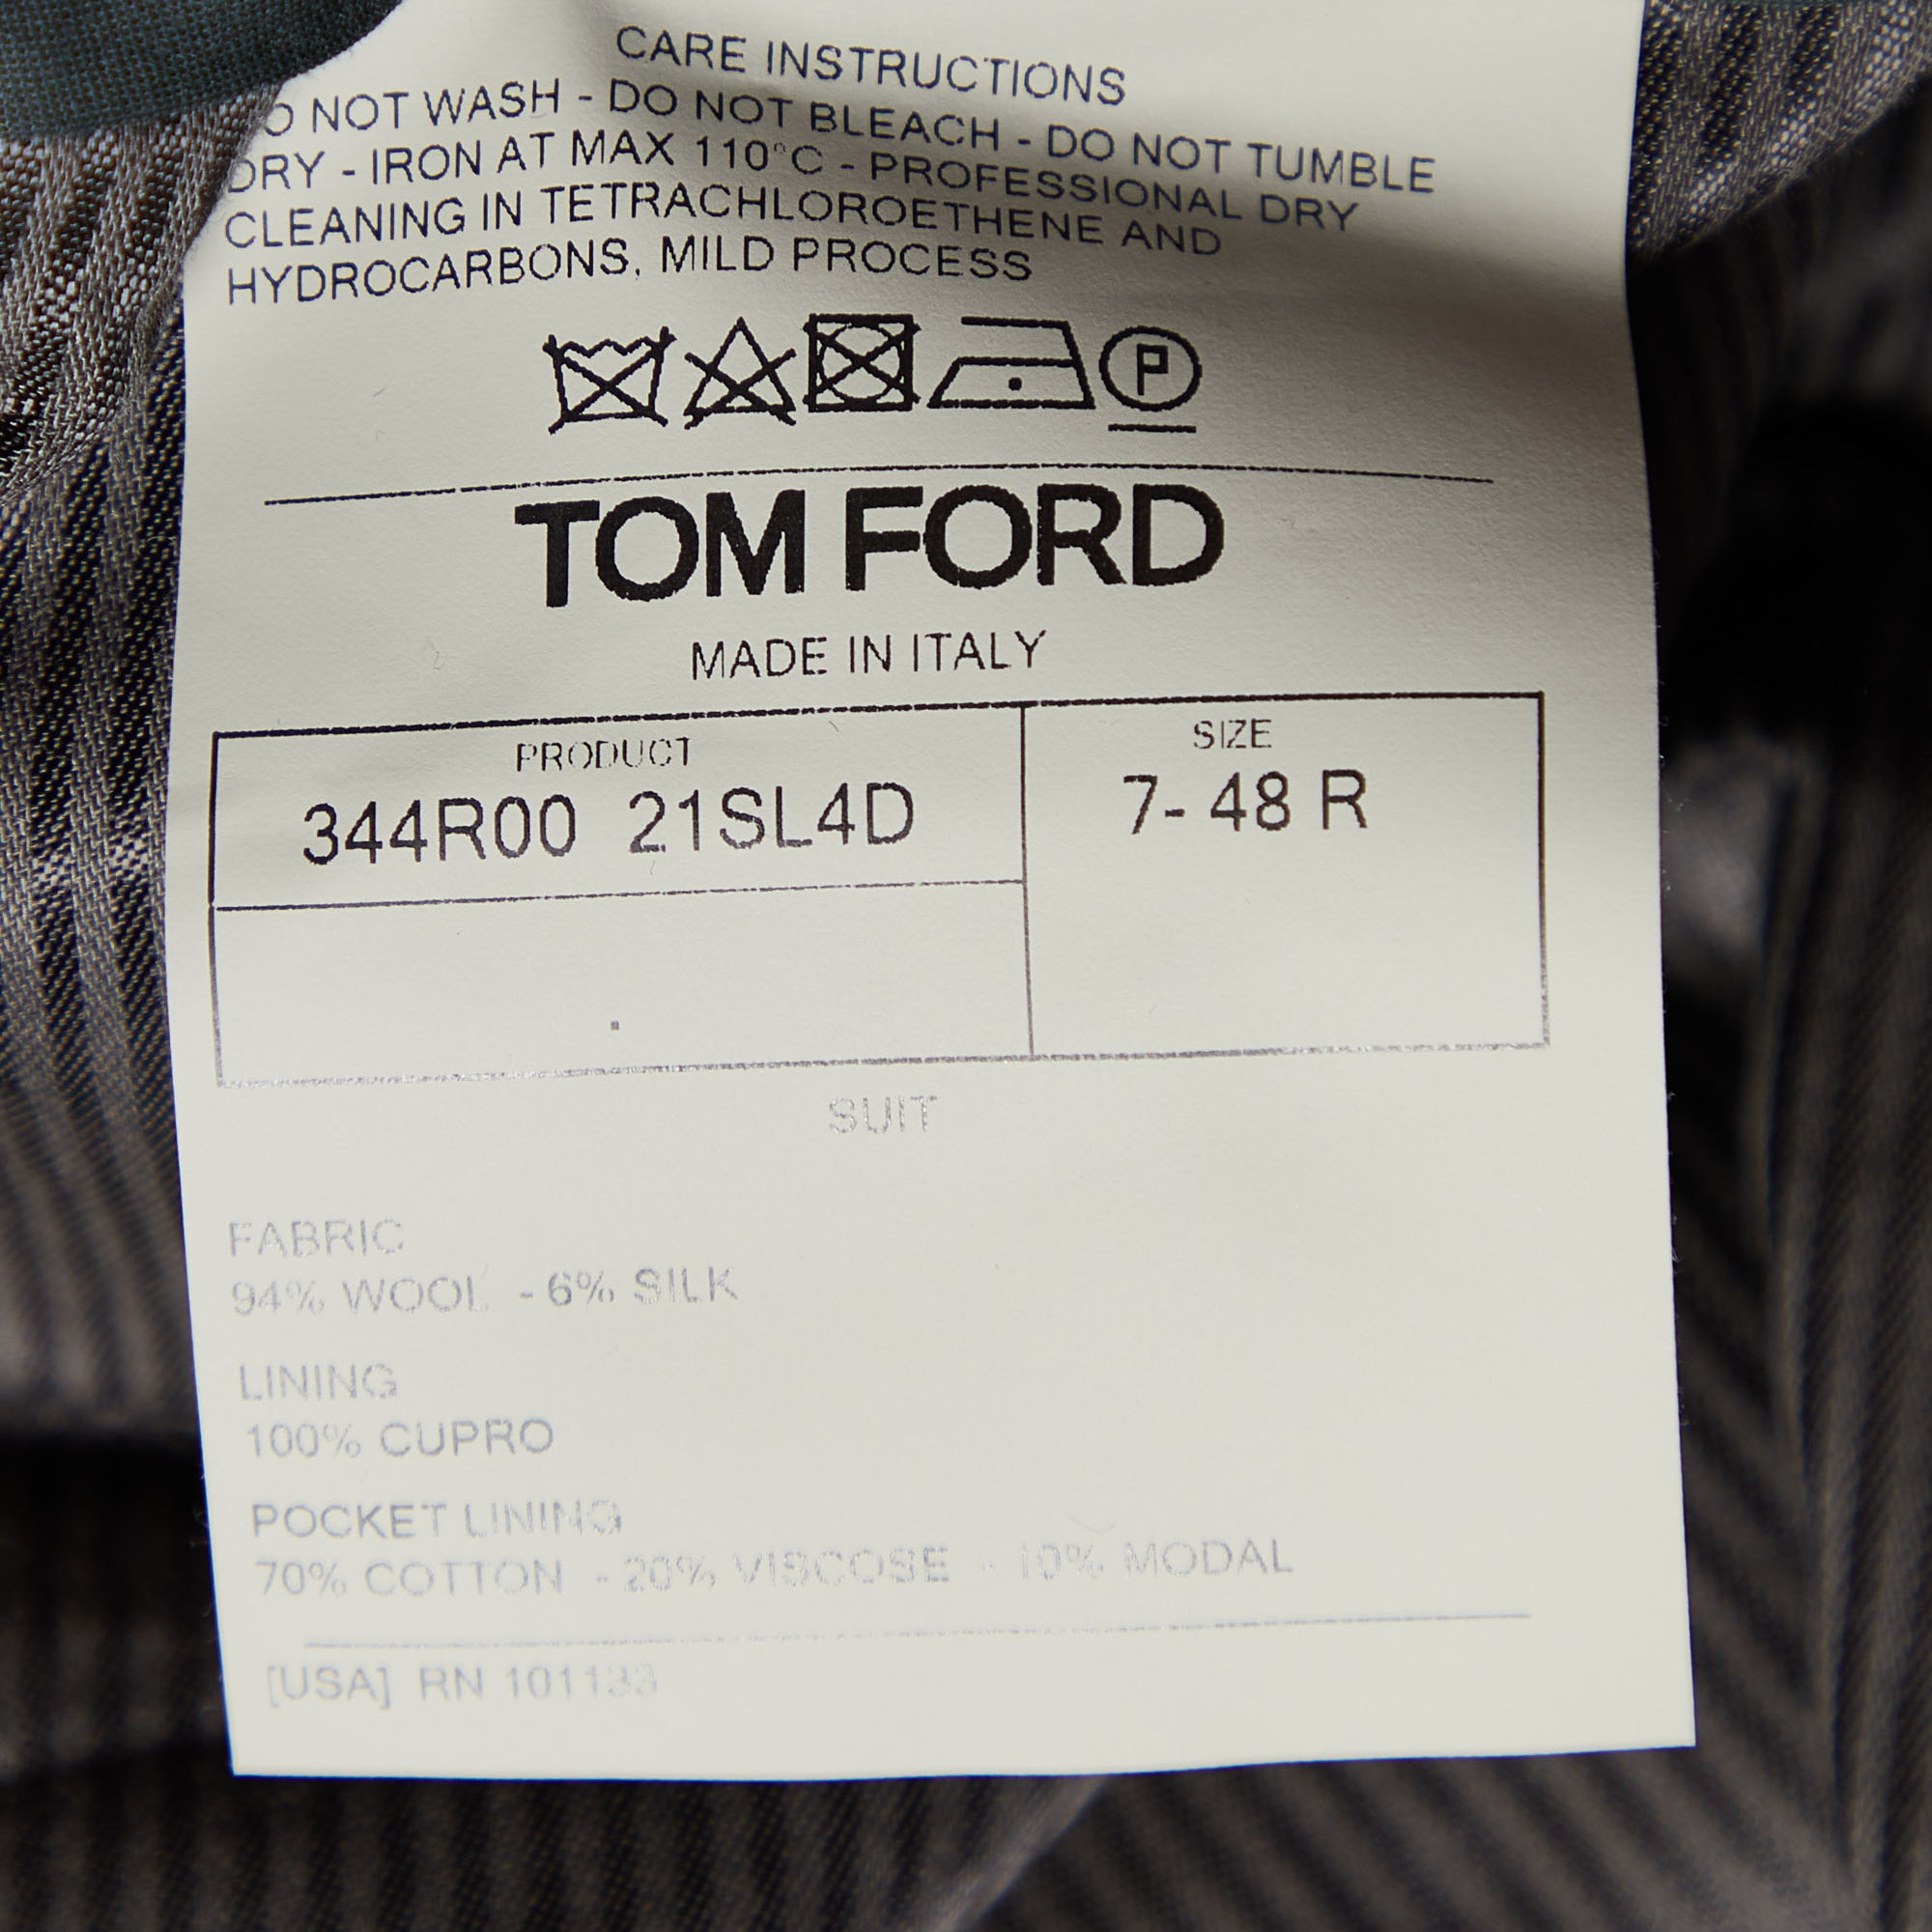 CARE INSTRUCTIONS
DO NOT WASH - DO NOT BLEACH - DO NOT TUMBLE
DRY - IRON AT MAX 110°C - PROFESSIONAL DRY
CLEANING IN TETRACHLOROETHENE AND
HYDROCARBONS, MILD PROCESS
P
TOM FORD
MADE IN ITALY
PRODUCT
344R00 21SL4D
SIZE
7- 48 R
SUIT
FABRIC
94% WOOL - 6% SILK
LINING
100% CUPRO
POCKET LINING
70% COTTON - 20% VISCOSE - 10% MODAL
[USA] RN 101133